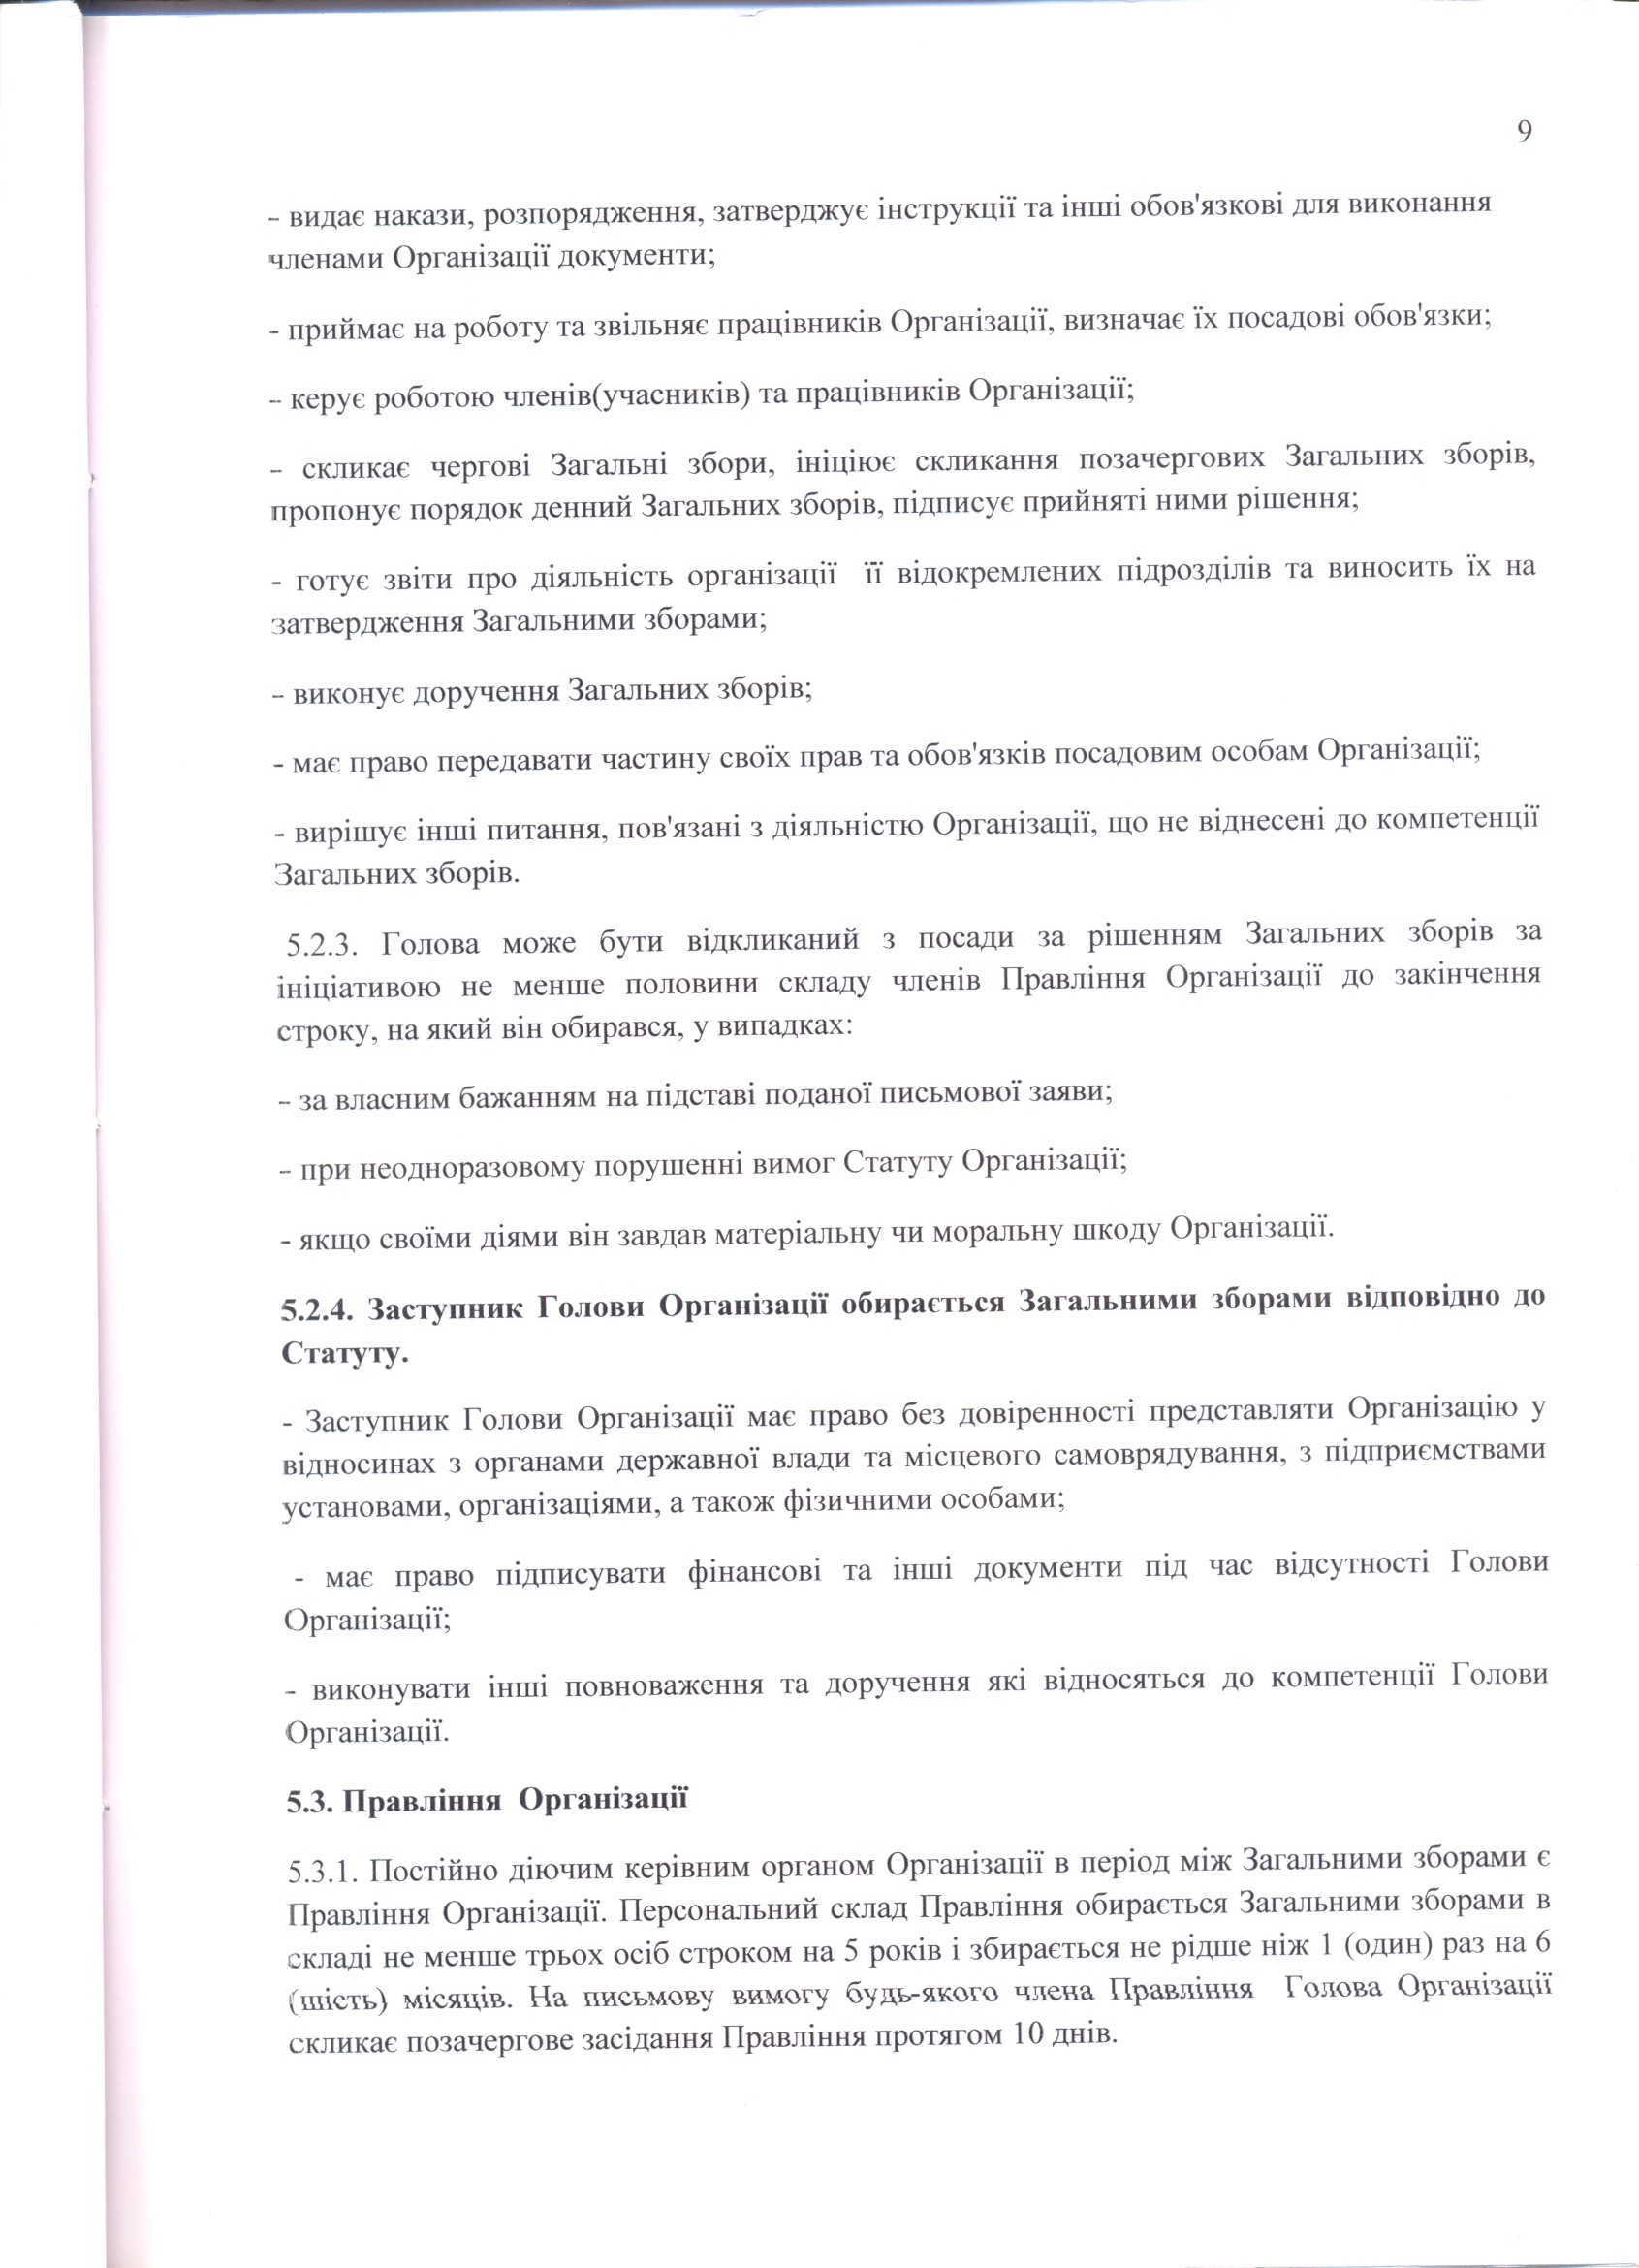 9
- видає накази, розпорядження, затверджує інструкції та інші обов'язкові для виконання
членами Організації документи;
- приймає на роботу та звільняє працівників Організації, визначає їх посадові обов'язки;
- керує роботою членів(учасників) та працівників Організації;
- скликає чергові Загальні збори, ініціює скликання позачергових Загальних зборів,
пропонує порядок денний Загальних зборів, підписує прийняті ними рішення;
- готує звіти про діяльність організації її відокремлених підрозділів та виносить їх на
затвердження Загальними зборами;
- виконує доручення Загальних зборів;
- має право передавати частину своїх прав та обов'язків посадовим особам Організації;
- вирішує інші питання, пов'язані з діяльністю Організації, що не віднесені до компетенції
Загальних зборів.
5.2.3. Голова може бути відкликаний з посади за рішенням Загальних зборів за
ініціативою не менше половини складу членів Правління Організації до закінчення
строку, на який він обирався, у випадках:
- за власним бажанням на підставі поданої письмової заяви;
- при неодноразовому порушенні вимог Статуту Організації;
- якщо своїми діями він завдав матеріальну чи моральну шкоду Організації.
5.2.4. Заступник Голови Організації обирається Загальними зборами відповідно до
Статуту.
- Заступник Голови Організації має право без довіренності представляти Організацію у
відносинах з органами державної влади та місцевого самоврядування, з підприємствами
установами, організаціями, а також фізичними особами;
- має право підписувати фінансові та інші документи під час відсутності Голови
Організації;
- виконувати інші повноваження та доручення які відносяться до компетенції Голови
Організації.
5.3. Правління Організації
5.3.1. Постійно діючим керівним органом Організації в період між Загальними зборами є
Правління Організації. Персональний склад Правління обирається Загальними зборами в
складі не менше трьох осіб строком на 5 років і збирається не рідше ніж 1 (один) раз на 6
(шість) місяців. На письмову вимогу будь-якого члена Правління Голова Організації
скликає позачергове засідання Правління протягом 10 днів.